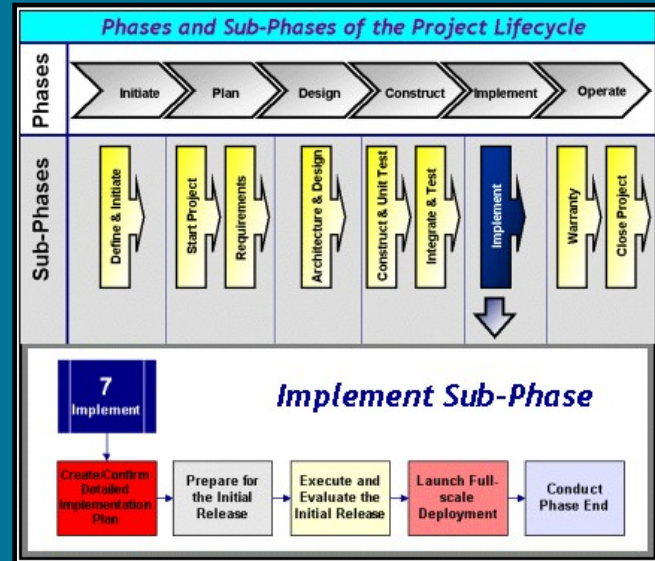 Phases and Sub-Phases of the Project Lifecycle
Phases
Initiate
Plan
Design
Construct
Implement
Operate
Sub-Phases
Define & Initiate
Start Project
Requirements
Architecture & Design
Construct & Unit Test
Integrate & Test
Implement
Warranty
Close Project
7
Implement
Implement Sub-Phase
Create/Confirm
Detailed
Implementation
Plan
Prepare for
the Initial
Release
Execute and
Evaluate the
Initial Release
Launch Full-
scale
Deployment
Conduct
Phase End